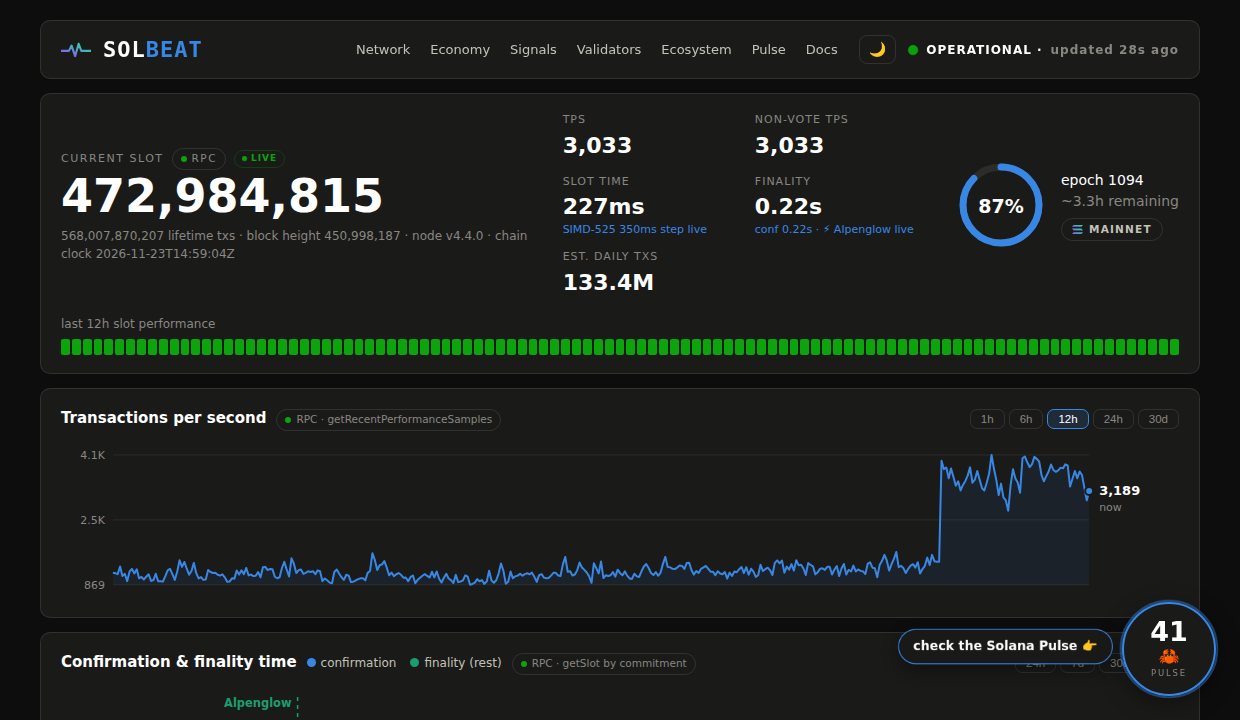 SOLBEAT
Network Economy Signals Validators Ecosystem Pulse Docs 🌙 OPERATIONAL · updated 28s ago
CURRENT SLOT RPC LIVE
472,984,815
568,007,870,207 lifetime txs · block height 450,998,187 · node v4.4.0 · chain
clock 2026-11-23T14:59:04Z
TPS
3,033
NON-VOTE TPS
3,033
SLOT TIME
227ms
SIMD-525 350ms step live
FINALITY
0.22s
conf 0.22s · ⚡ Alpenglow live
EST. DAILY TXS
133.4M
87%
epoch 1094
~3.3h remaining
MAINNET
last 12h slot performance
Transactions per second RPC · getRecentPerformanceSamples
1h 6h 12h 24h 30d
4.1K
2.5K
869
3,189
now
Confirmation & finality time confirmation finality (rest) RPC · getSlot by commitment
Alpenglow
check the Solana Pulse 👉
41
🦀
PULSE